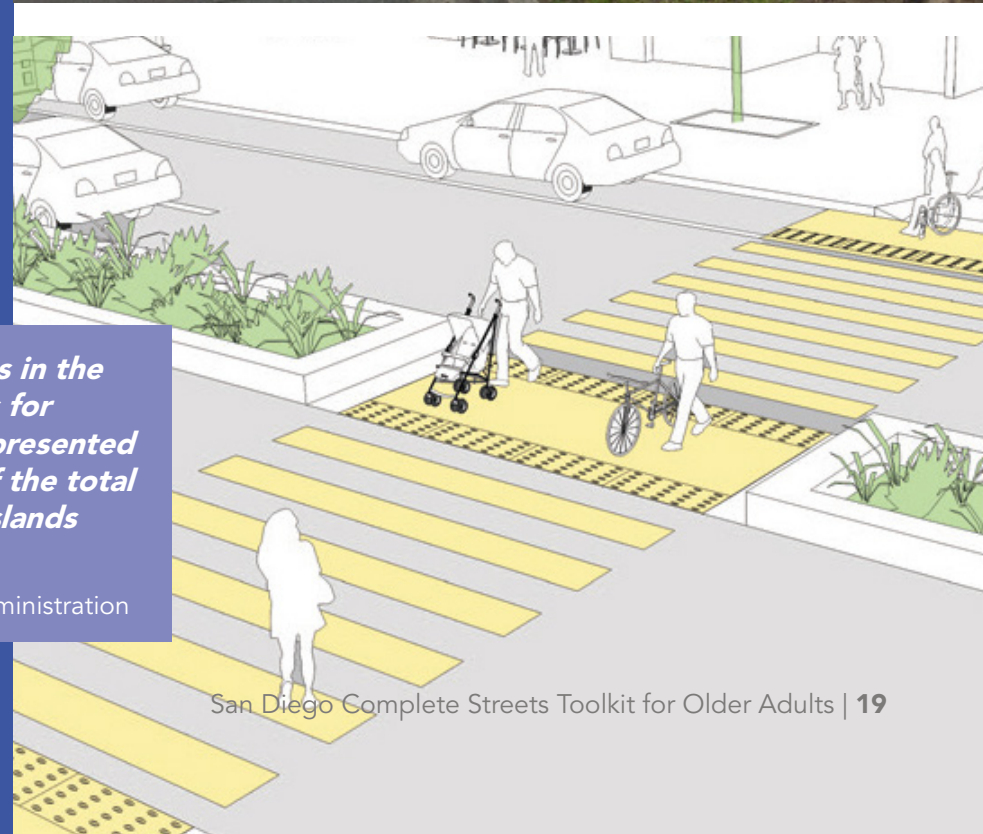 s in the
for
presented
f the total
slands
ministration
San Diego Complete Streets Toolkit for Older Adults | 19